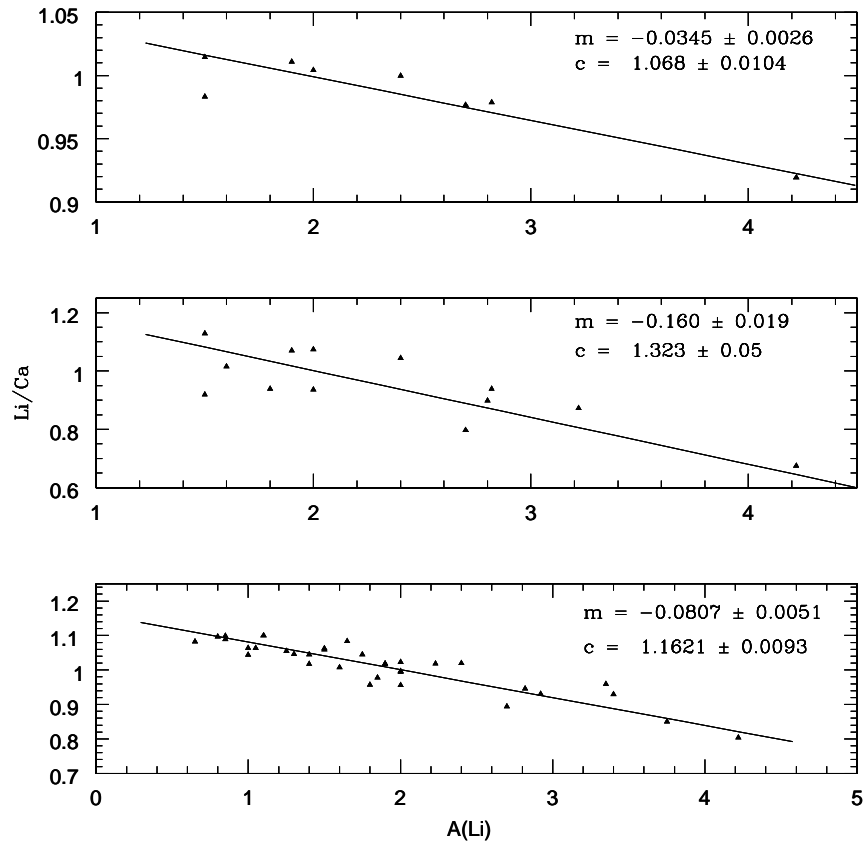 1.05
m = −0.0345 ± 0.0026
c = 1.068 ± 0.0104
1
0.95
0.9
1 2 3 4
1.2
m = −0.160 ± 0.019
c = 1.323 ± 0.05
1
Li/Ca
0.8
0.6
1 2 3 4
1.2
m = −0.0807 ± 0.0051
1.1
c = 1.1621 ± 0.0093
1.0
0.9
0.8
0.7
0 1 2 3 4 5
A(Li)